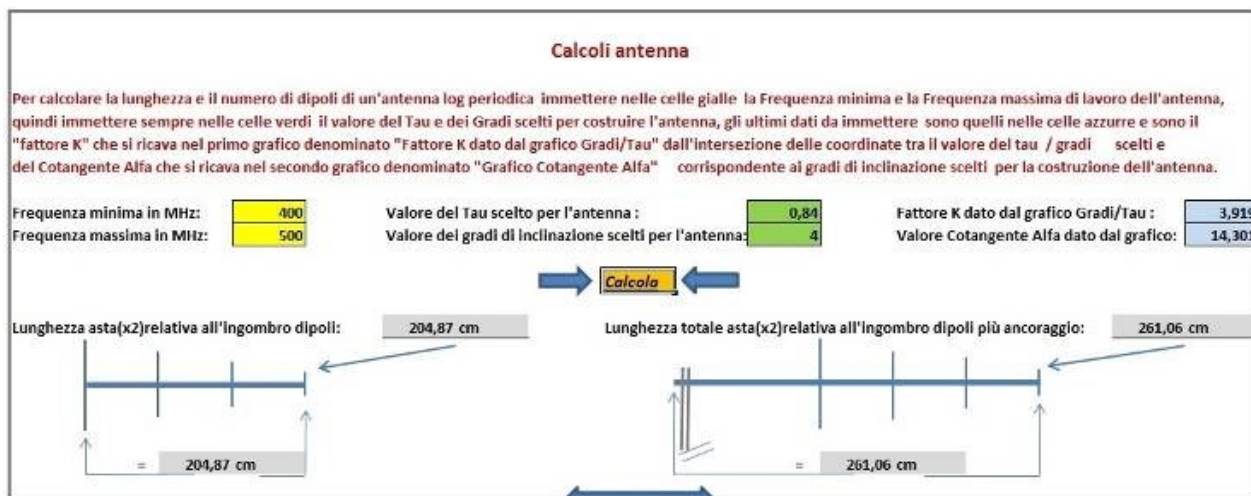 Calcoli antenna
Per calcolare la lunghezza e il numero di dipoli di un'antenna log periodica immettere nelle celle gialle la Frequenza minima e la Frequenza massima di lavoro dell'antenna,
quindi immettere sempre nelle celle verdi il valore del Tau e dei Gradi scelti per costruire l'antenna, gli ultimi dati da immettere sono quelli nelle celle azzurre e sono il
"fattore K" che si ricava nel primo grafico denominato "Fattore K dato dal grafico Gradi/Tau" dall'intersezione delle coordinate tra il valore del tau / gradi scelti e
del Cotangente Alfa che si ricava nel secondo grafico denominato "Grafico Cotangente Alfa" corrispondente ai gradi di inclinazione scelti per la costruzione dell'antenna.
Frequenza minima in MHz: 400 Valore del Tau scelto per l'antenna : 0,84 Fattore K dato dal grafico Gradi/Tau : 3,919
Frequenza massima in MHz: 500 Valore dei gradi di inclinazione scelti per l'antenna: 4 Valore Cotangente Alfa dato dal grafico: 14,301
Calcola
Lunghezza asta(x2)relativa all'ingombro dipoli: 204,87 cm Lunghezza totale asta(x2)relativa all'ingombro dipoli più ancoraggio: 261,06 cm
= 204,87 cm = 261,06 cm